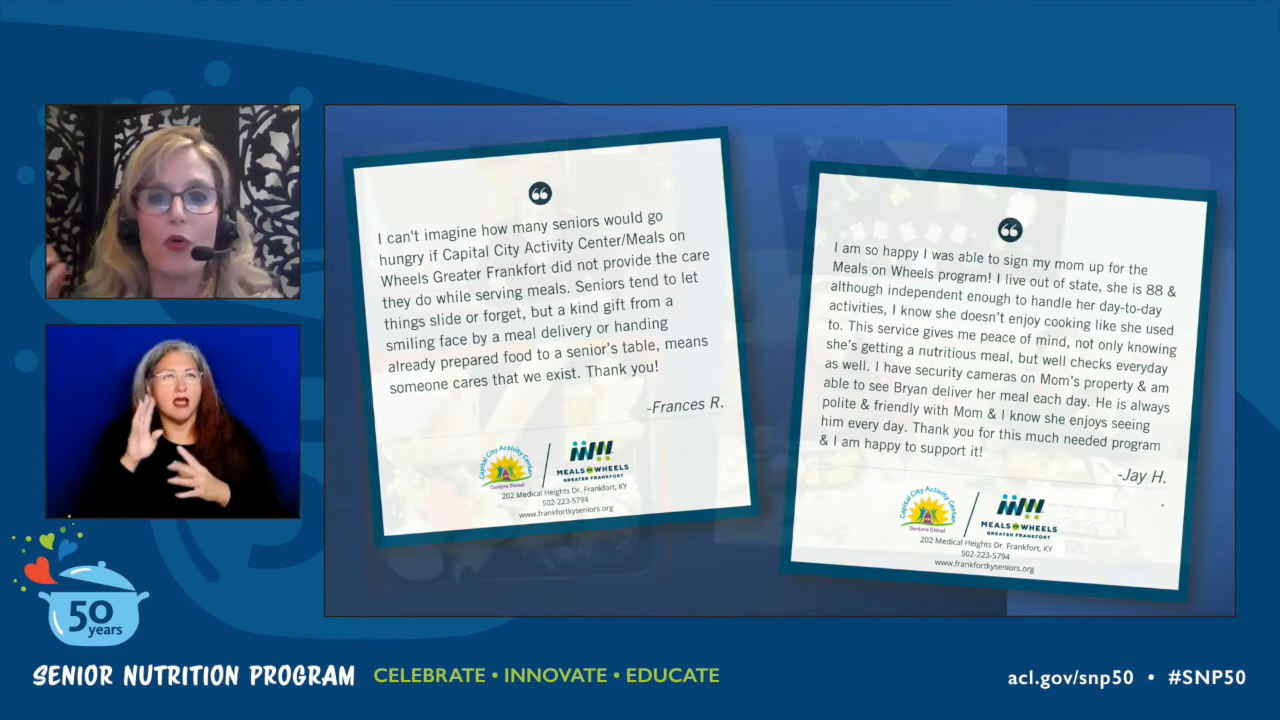 I can't imagine how many seniors would go
hungry if Capital City Activity Center/Meals on
Wheels Greater Frankfort did not provide the care
they do while serving meals. Seniors tend to let
things slide or forget, but a kind gift from a
smiling face by a meal delivery or handing
already prepared food to a senior's table, means
someone cares that we exist. Thank you!
-Frances R.
Capital City Activity Center
Seniors Shine!
MEALS ON WHEELS
GREATER FRANKFORT
202 Medical Heights Dr. Frankfort, KY
502-223-5794
www.frankfortkyseniors.org
I am so happy I was able to sign my mom up for the
Meals on Wheels program! I live out of state, she is 88 &
although independent enough to handle her day-to-day
activities, I know she doesn't enjoy cooking like she used
to. This service gives me peace of mind, not only knowing
she's getting a nutritious meal, but well checks everyday
as well. I have security cameras on Mom's property & am
able to see Bryan deliver her meal each day. He is always
polite & friendly with Mom & I know she enjoys seeing
him every day. Thank you for this much needed program
& I am happy to support it!
-Jay H.
.
Capital City Activity Center
Seniors Shine!
MEALS ON WHEELS
GREATER FRANKFORT
202 Medical Heights Dr. Frankfort, KY
502-223-5794
www.frankfortkyseniors.org
50
years
SENIOR NUTRITION PROGRAM
CELEBRATE • INNOVATE • EDUCATE
acl.gov/snp50 • #SNP50